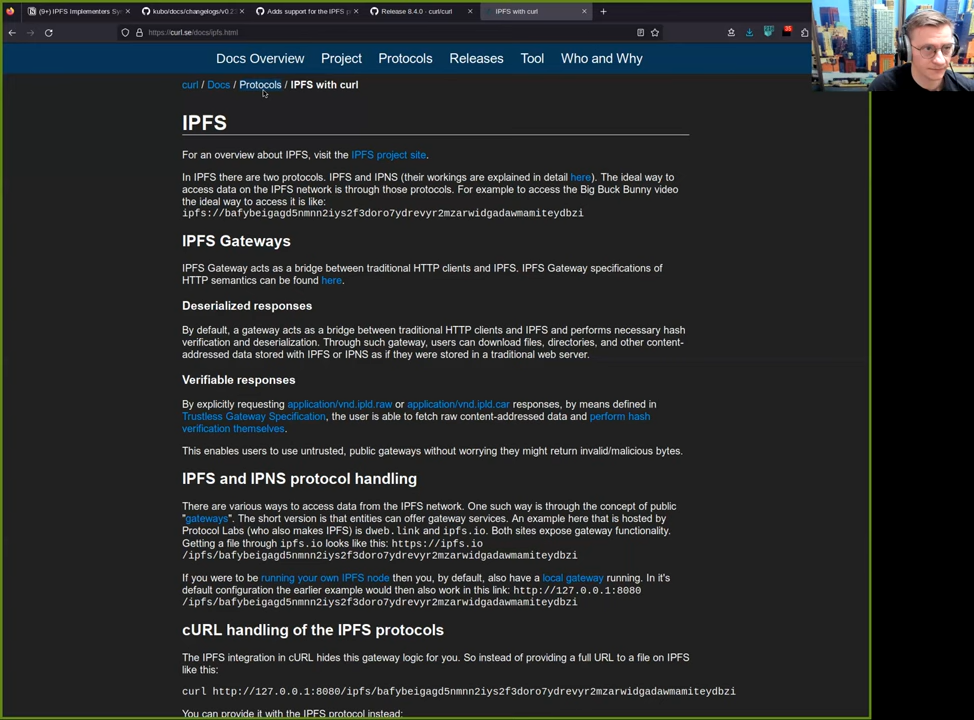 (9+) IPFS Implementers Sy
kubo/docs/changelogs/v0.2
Adds support for the IPFS p
Release 8.4.0 · curl/curl
IPFS with curl
https://curl.se/docs/ipfs.html
Docs Overview Project Protocols Releases Tool Who and Why
curl / Docs / Protocols / IPFS with curl
IPFS
For an overview about IPFS, visit the IPFS project site.
In IPFS there are two protocols. IPFS and IPNS (their workings are explained in detail here). The ideal way to
access data on the IPFS network is through those protocols. For example to access the Big Buck Bunny video
the ideal way to access it is like:
ipfs://bafybeigagd5nmnn2iys2f3doro7ydrevyr2mzarwidgadawmamiteydbzi
IPFS Gateways
IPFS Gateway acts as a bridge between traditional HTTP clients and IPFS. IPFS Gateway specifications of
HTTP semantics can be found here.
Deserialized responses
By default, a gateway acts as a bridge between traditional HTTP clients and IPFS and performs necessary hash
verification and deserialization. Through such gateway, users can download files, directories, and other content-
addressed data stored with IPFS or IPNS as if they were stored in a traditional web server.
Verifiable responses
By explicitly requesting application/vnd.ipld.raw or application/vnd.ipld.car responses, by means defined in
Trustless Gateway Specification, the user is able to fetch raw content-addressed data and perform hash
verification themselves.
This enables users to use untrusted, public gateways without worrying they might return invalid/malicious bytes.
IPFS and IPNS protocol handling
There are various ways to access data from the IPFS network. One such way is through the concept of public
"gateways". The short version is that entities can offer gateway services. An example here that is hosted by
Protocol Labs (who also makes IPFS) is dweb.link and ipfs.io. Both sites expose gateway functionality.
Getting a file through ipfs.io looks like this: https://ipfs.io
/ipfs/bafybeigagd5nmnn2iys2f3doro7ydrevyr2mzarwidgadawmamiteydbzi
If you were to be running your own IPFS node then you, by default, also have a local gateway running. In it's
default configuration the earlier example would then also work in this link: http://127.0.0.1:8080
/ipfs/bafybeigagd5nmnn2iys2f3doro7ydrevyr2mzarwidgadawmamiteydbzi
cURL handling of the IPFS protocols
The IPFS integration in cURL hides this gateway logic for you. So instead of providing a full URL to a file on IPFS
like this:
curl http://127.0.0.1:8080/ipfs/bafybeigagd5nmnn2iys2f3doro7ydrevyr2mzarwidgadawmamiteydbzi
You can provide it with the IPFS protocol instead: